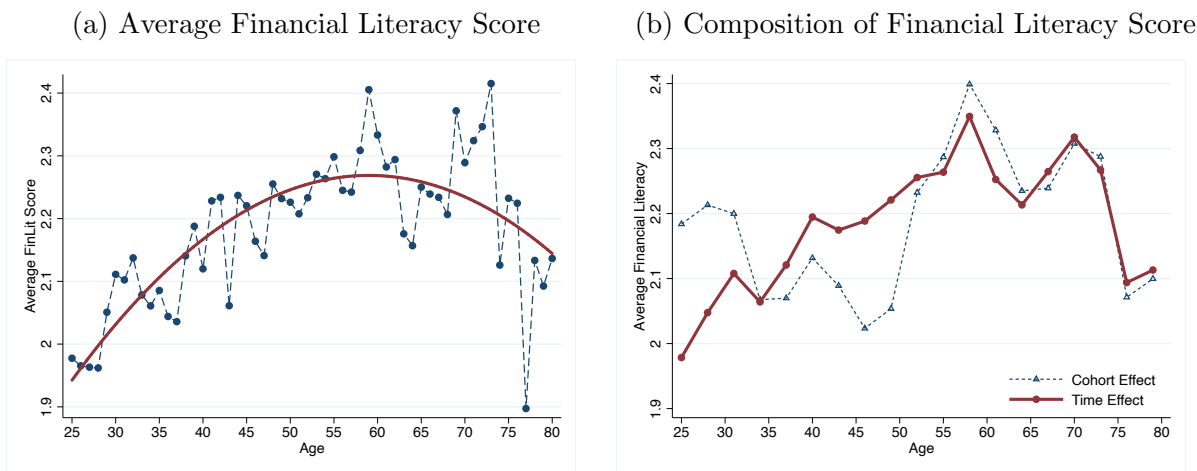 (a) Average Financial Literacy Score
Average FinLit Score
2.4
2.3
2.2
2.1
2
1.9
25 30 35 40 45 50 55 60 65 70 75 80
Age
(b) Composition of Financial Literacy Score
Average Financial Literacy
2.4
2.3
2.2
2.1
2
1.9
Cohort Effect
Time Effect
25 30 35 40 45 50 55 60 65 70 75 80
Age